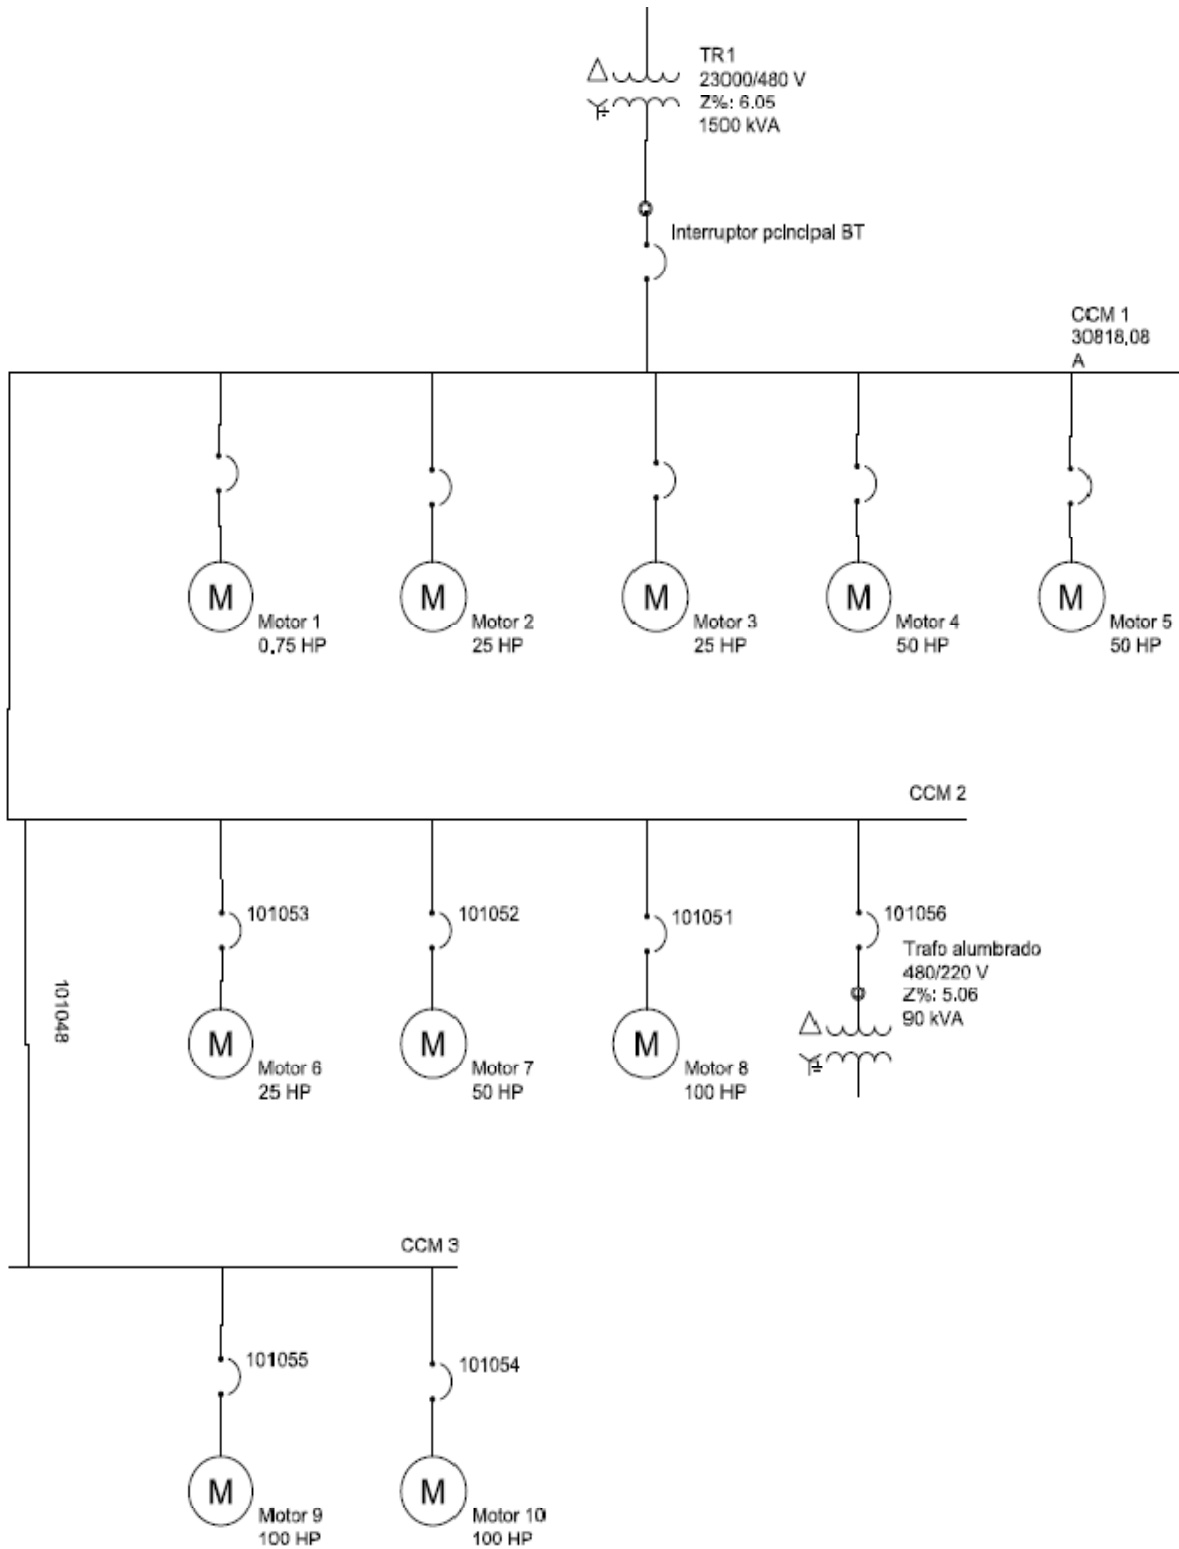 TR1
23000/480 V
Z%: 6.05
1500 kVA
Interruptor pcincipal BT
CCM 1
30818,08
A
M
Motor 1
0.75 HP
M
Motor 2
25 HP
M
Motor 3
25 HP
M
Motor 4
50 HP
M
Motor 5
50 HP
CCM 2
101053
101052
101051
101056
Trafo alumbrado
480/220 V
Z%: 5.06
90 kVA
101048
M
Motor 6
25 HP
M
Motor 7
50 HP
M
Motor 8
100 HP
CCM 3
101055
101054
M
Motor 9
100 HP
M
Motor 10
100 HP